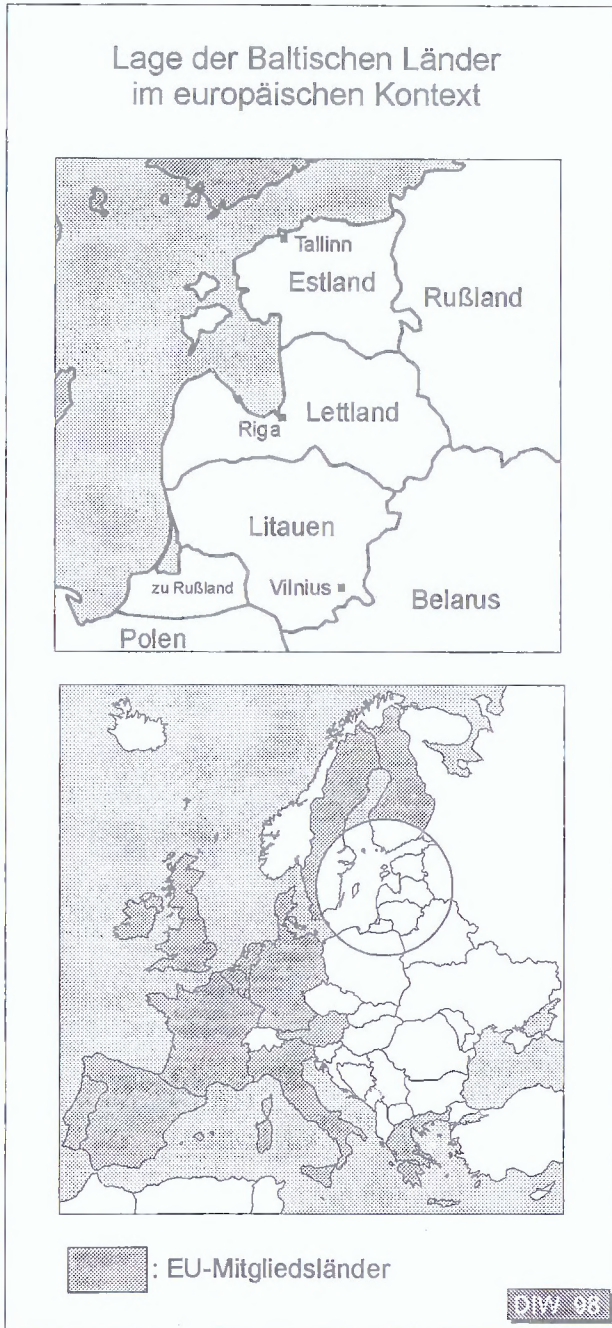 Lage der Baltischen Länder
im europäischen Kontext
Tallinn
Estland
Rußland
Lettland
Riga
Litauen
zu Rußland
Vilnius
Belarus
Polen
: EU-Mitgliedsländer
DIW 98